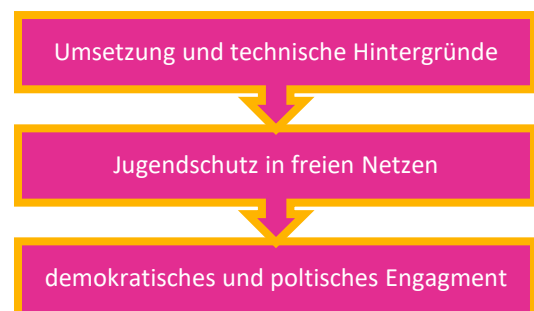 Umsetzung und technische Hintergründe
Jugendschutz in freien Netzen
demokratisches und poltisches Engagment